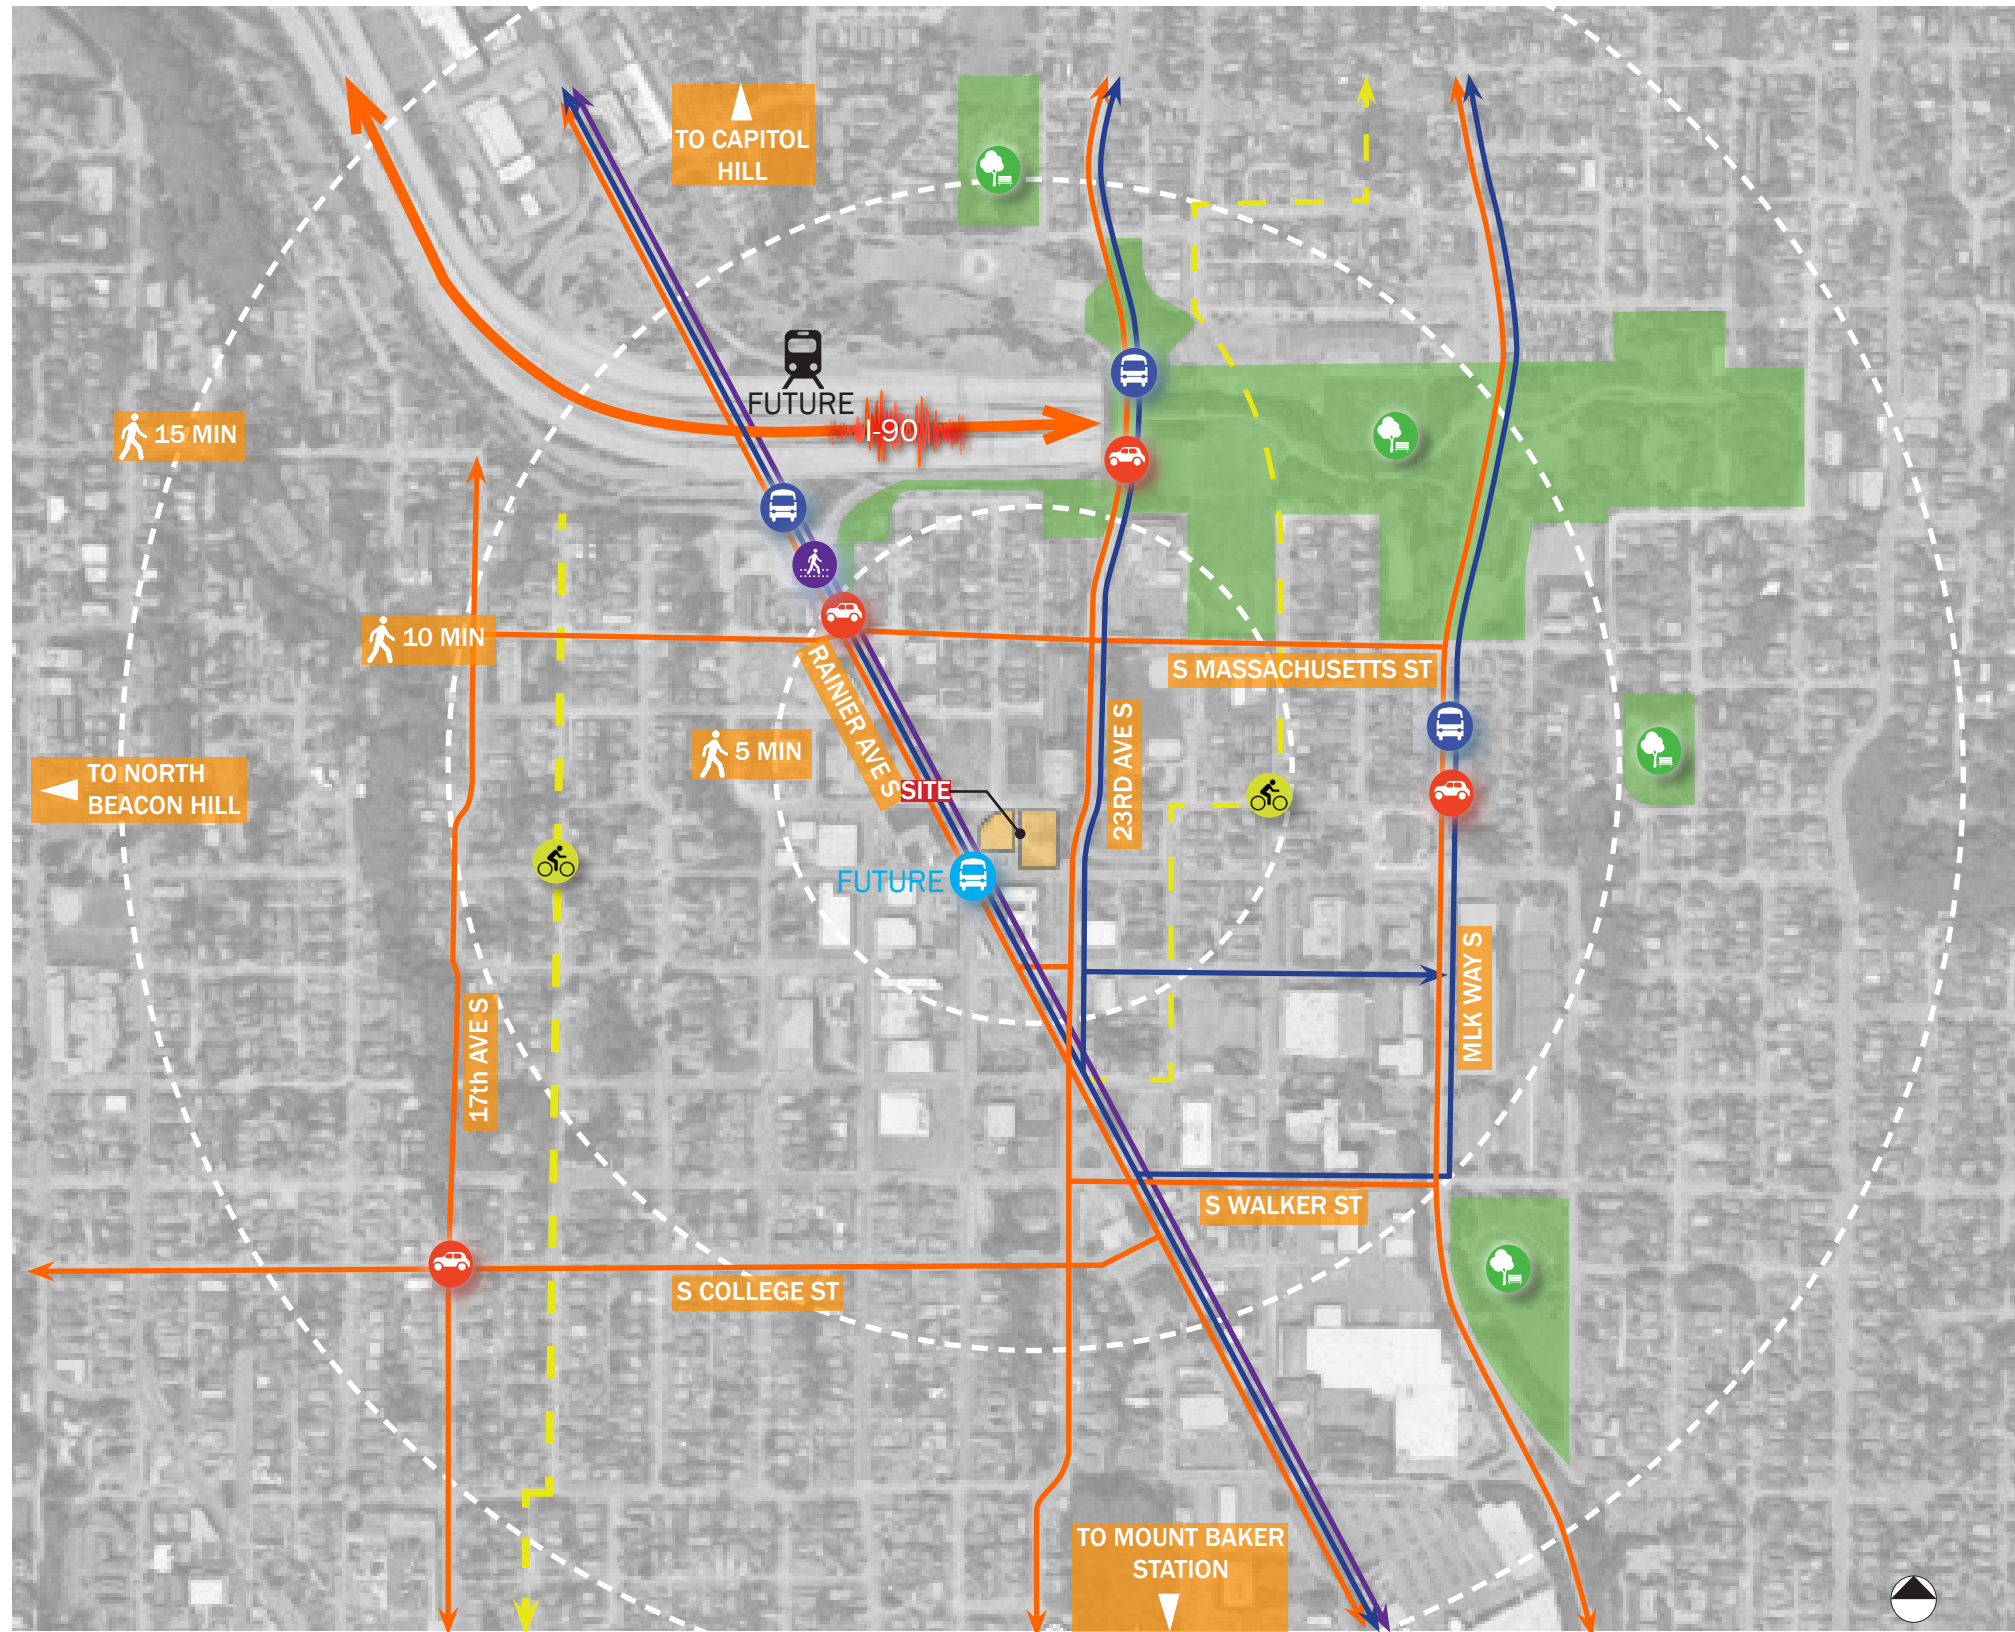 TO CAPITOL
HILL
FUTURE
I-90
15 MIN
10 MIN
S MASSACHUSETTS ST
RAINIER AVE S
23RD AVE S
5 MIN
TO NORTH
BEACON HILL
SITE
FUTURE
MLK WAY S
17th AVE S
S WALKER ST
S COLLEGE ST
TO MOUNT BAKER
STATION